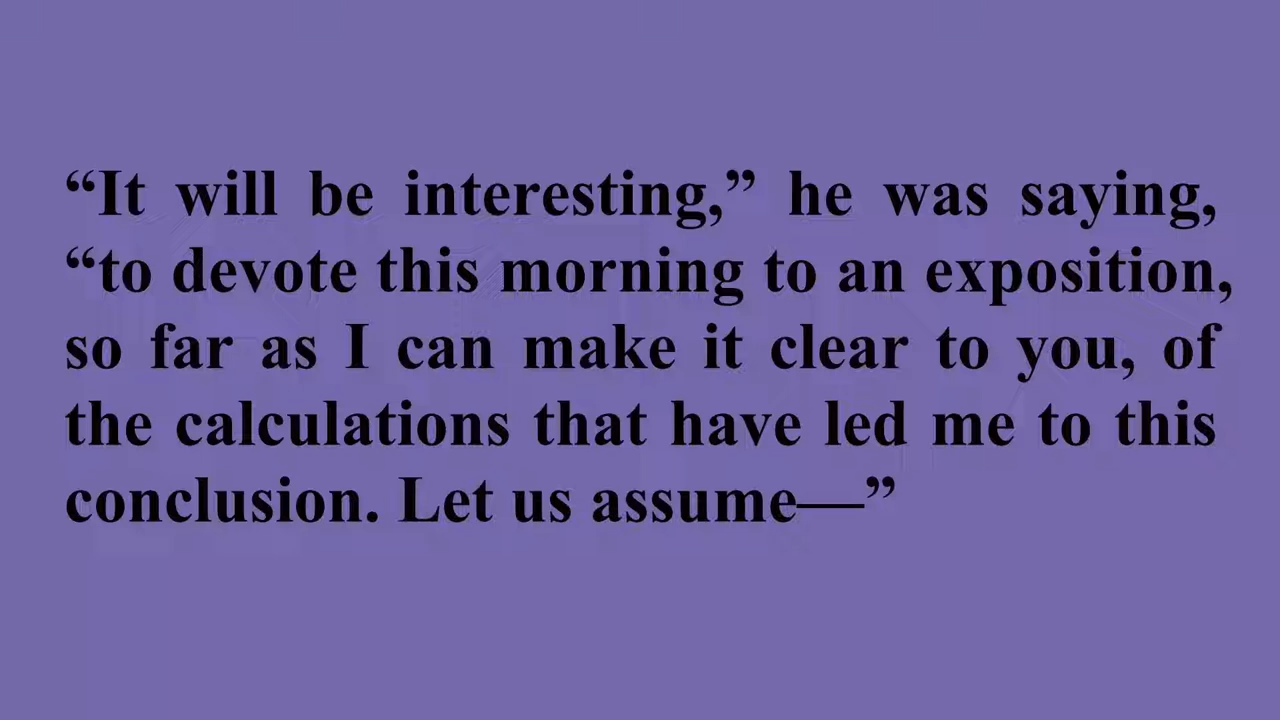 “It will be interesting,” he was saying,
“to devote this morning to an exposition,
so far as I can make it clear to you, of
the calculations that have led me to this
conclusion. Let us assume—”